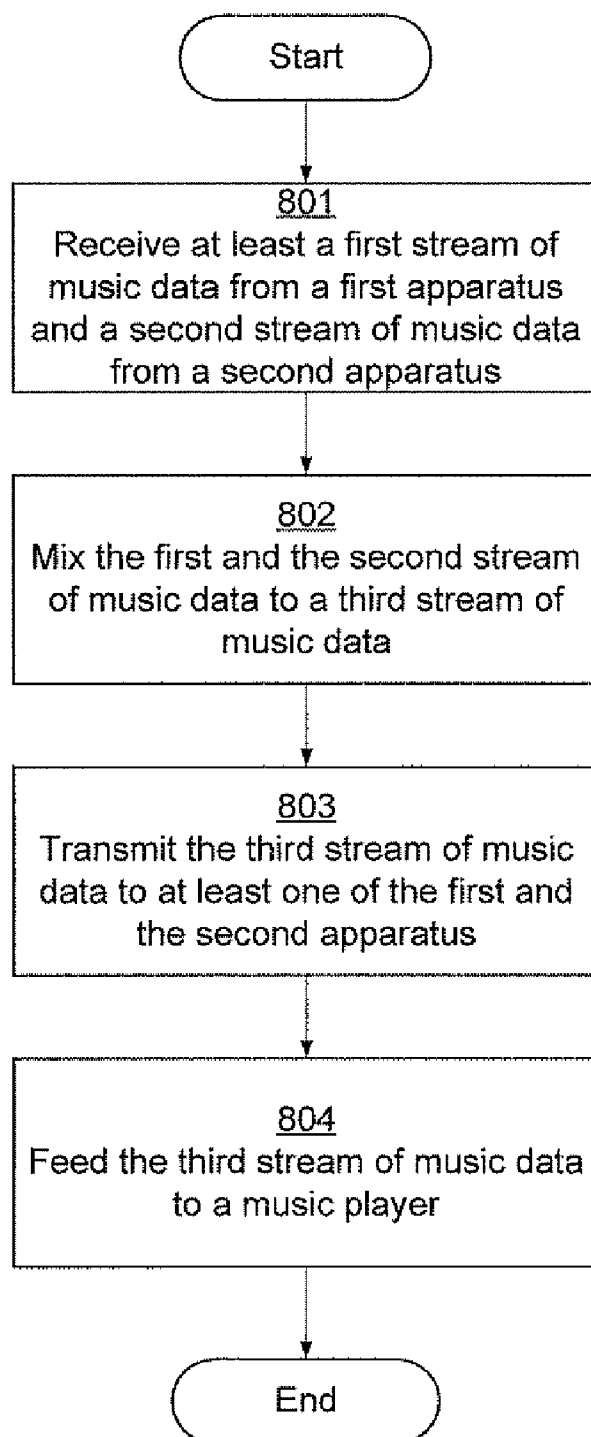 Start
801
Receive at least a first stream of
music data from a first apparatus
and a second stream of music data
from a second apparatus
802
Mix the first and the second stream
of music data to a third stream of
music data
803
Transmit the third stream of music
data to at least one of the first and
the second apparatus
804
Feed the third stream of music data
to a music player
End